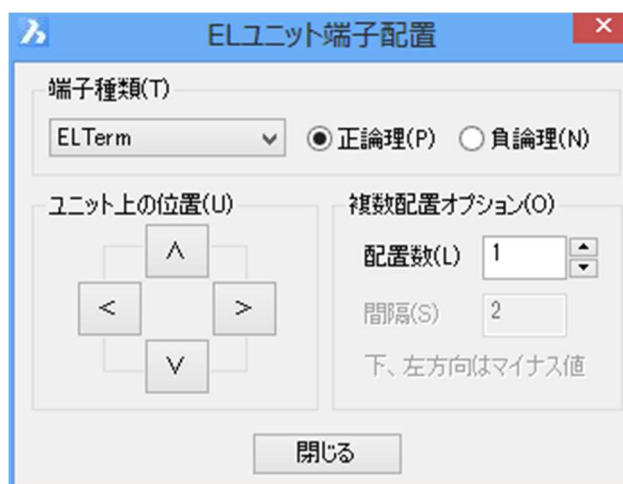 ELユニット端子配置
端子種類(T)
ELTerm 正論理(P) 負論理(N)
ユニット上の位置(U)
∧
< >
∨
複数配置オプション(O)
配置数(L) 1
間隔(S) 2
下、左方向はマイナス値
閉じる